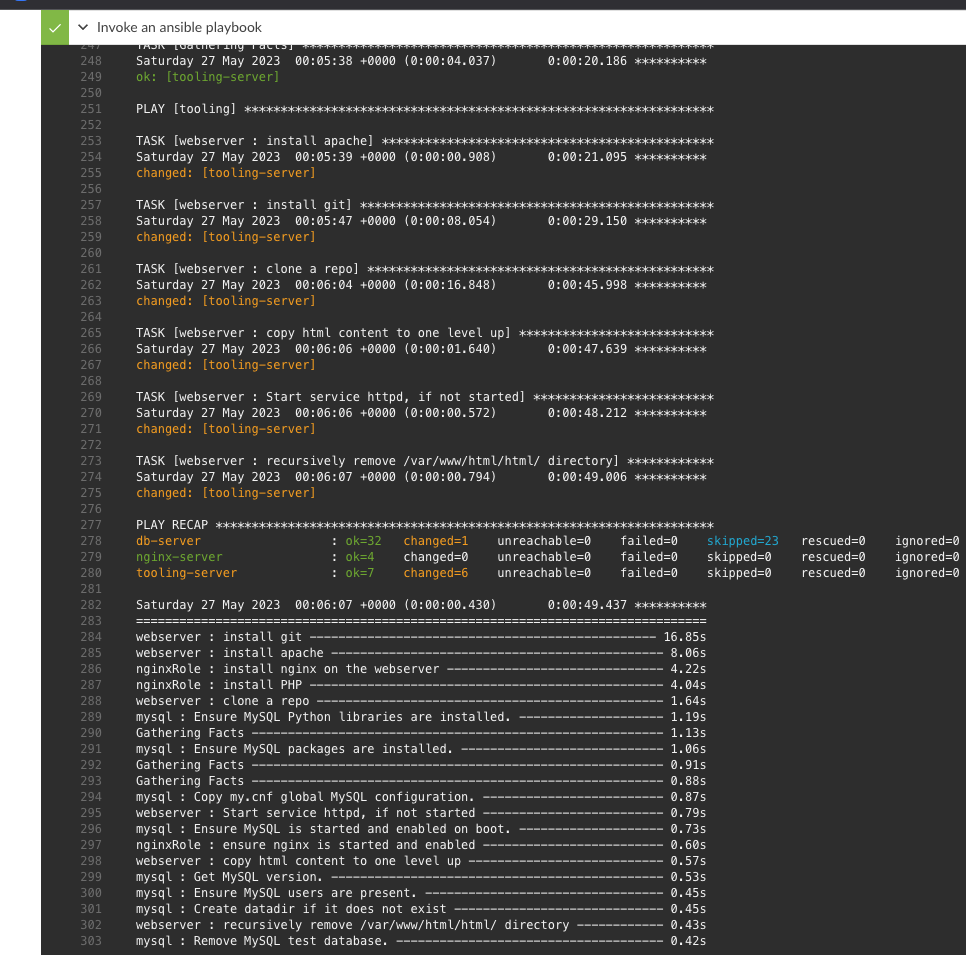 Invoke an ansible playbook
247 TASK [Gathering Facts] *********************************************************
248 Saturday 27 May 2023  00:05:38 +0000 (0:00:04.037)       0:00:20.186 **********
249 ok: [tooling-server]
250
251 PLAY [tooling] *****************************************************************
252
253 TASK [webserver : install apache] **********************************************
254 Saturday 27 May 2023  00:05:39 +0000 (0:00:00.908)       0:00:21.095 **********
255 changed: [tooling-server]
256
257 TASK [webserver : install git] *************************************************
258 Saturday 27 May 2023  00:05:47 +0000 (0:00:08.054)       0:00:29.150 **********
259 changed: [tooling-server]
260
261 TASK [webserver : clone a repo] ************************************************
262 Saturday 27 May 2023  00:06:04 +0000 (0:00:16.848)       0:00:45.998 **********
263 changed: [tooling-server]
264
265 TASK [webserver : copy html content to one level up] ***************************
266 Saturday 27 May 2023  00:06:06 +0000 (0:00:01.640)       0:00:47.639 **********
267 changed: [tooling-server]
268
269 TASK [webserver : Start service httpd, if not started] *************************
270 Saturday 27 May 2023  00:06:06 +0000 (0:00:00.572)       0:00:48.212 **********
271 changed: [tooling-server]
272
273 TASK [webserver : recursively remove /var/www/html/html/ directory] ************
274 Saturday 27 May 2023  00:06:07 +0000 (0:00:00.794)       0:00:49.006 **********
275 changed: [tooling-server]
276
277 PLAY RECAP *********************************************************************
278 db-server                  : ok=32   changed=1    unreachable=0    failed=0    skipped=23   rescued=0    ignored=0
279 nginx-server               : ok=4    changed=0    unreachable=0    failed=0    skipped=0    rescued=0    ignored=0
280 tooling-server             : ok=7    changed=6    unreachable=0    failed=0    skipped=0    rescued=0    ignored=0
281
282 Saturday 27 May 2023  00:06:07 +0000 (0:00:00.430)       0:00:49.437 **********
283 ===============================================================================
284 webserver : install git ------------------------------------------------ 16.85s
285 webserver : install apache ---------------------------------------------- 8.06s
286 nginxRole : install nginx on the webserver ------------------------------ 4.22s
287 nginxRole : install PHP ------------------------------------------------- 4.04s
288 webserver : clone a repo ------------------------------------------------ 1.64s
289 mysql : Ensure MySQL Python libraries are installed. -------------------- 1.19s
290 Gathering Facts --------------------------------------------------------- 1.13s
291 mysql : Ensure MySQL packages are installed. ---------------------------- 1.06s
292 Gathering Facts --------------------------------------------------------- 0.91s
293 Gathering Facts --------------------------------------------------------- 0.88s
294 mysql : Copy my.cnf global MySQL configuration. ------------------------- 0.87s
295 webserver : Start service httpd, if not started ------------------------- 0.79s
296 mysql : Ensure MySQL is started and enabled on boot. -------------------- 0.73s
297 nginxRole : ensure nginx is started and enabled ------------------------- 0.60s
298 webserver : copy html content to one level up --------------------------- 0.57s
299 mysql : Get MySQL version. ---------------------------------------------- 0.53s
300 mysql : Ensure MySQL users are present. --------------------------------- 0.45s
301 mysql : Create datadir if it does not exist ----------------------------- 0.45s
302 webserver : recursively remove /var/www/html/html/ directory ------------ 0.43s
303 mysql : Remove MySQL test database. ------------------------------------- 0.42s